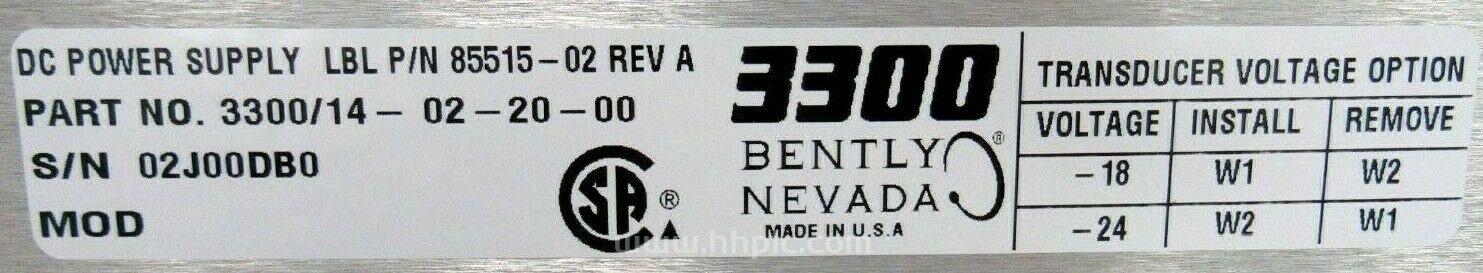 DC POWER SUPPLY LBL P/N 85515-02 REV A
PART NO. 3300/14- 02-20-00
S/N 02J00DB0
MOD
SA ®
3300
BENTLY ®
NEVADA
MADE IN U.S.A
TRANSDUCER VOLTAGE OPTION
VOLTAGE INSTALL REMOVE
-18 W1 W2
-24 W2 W1
www.hhplc.com